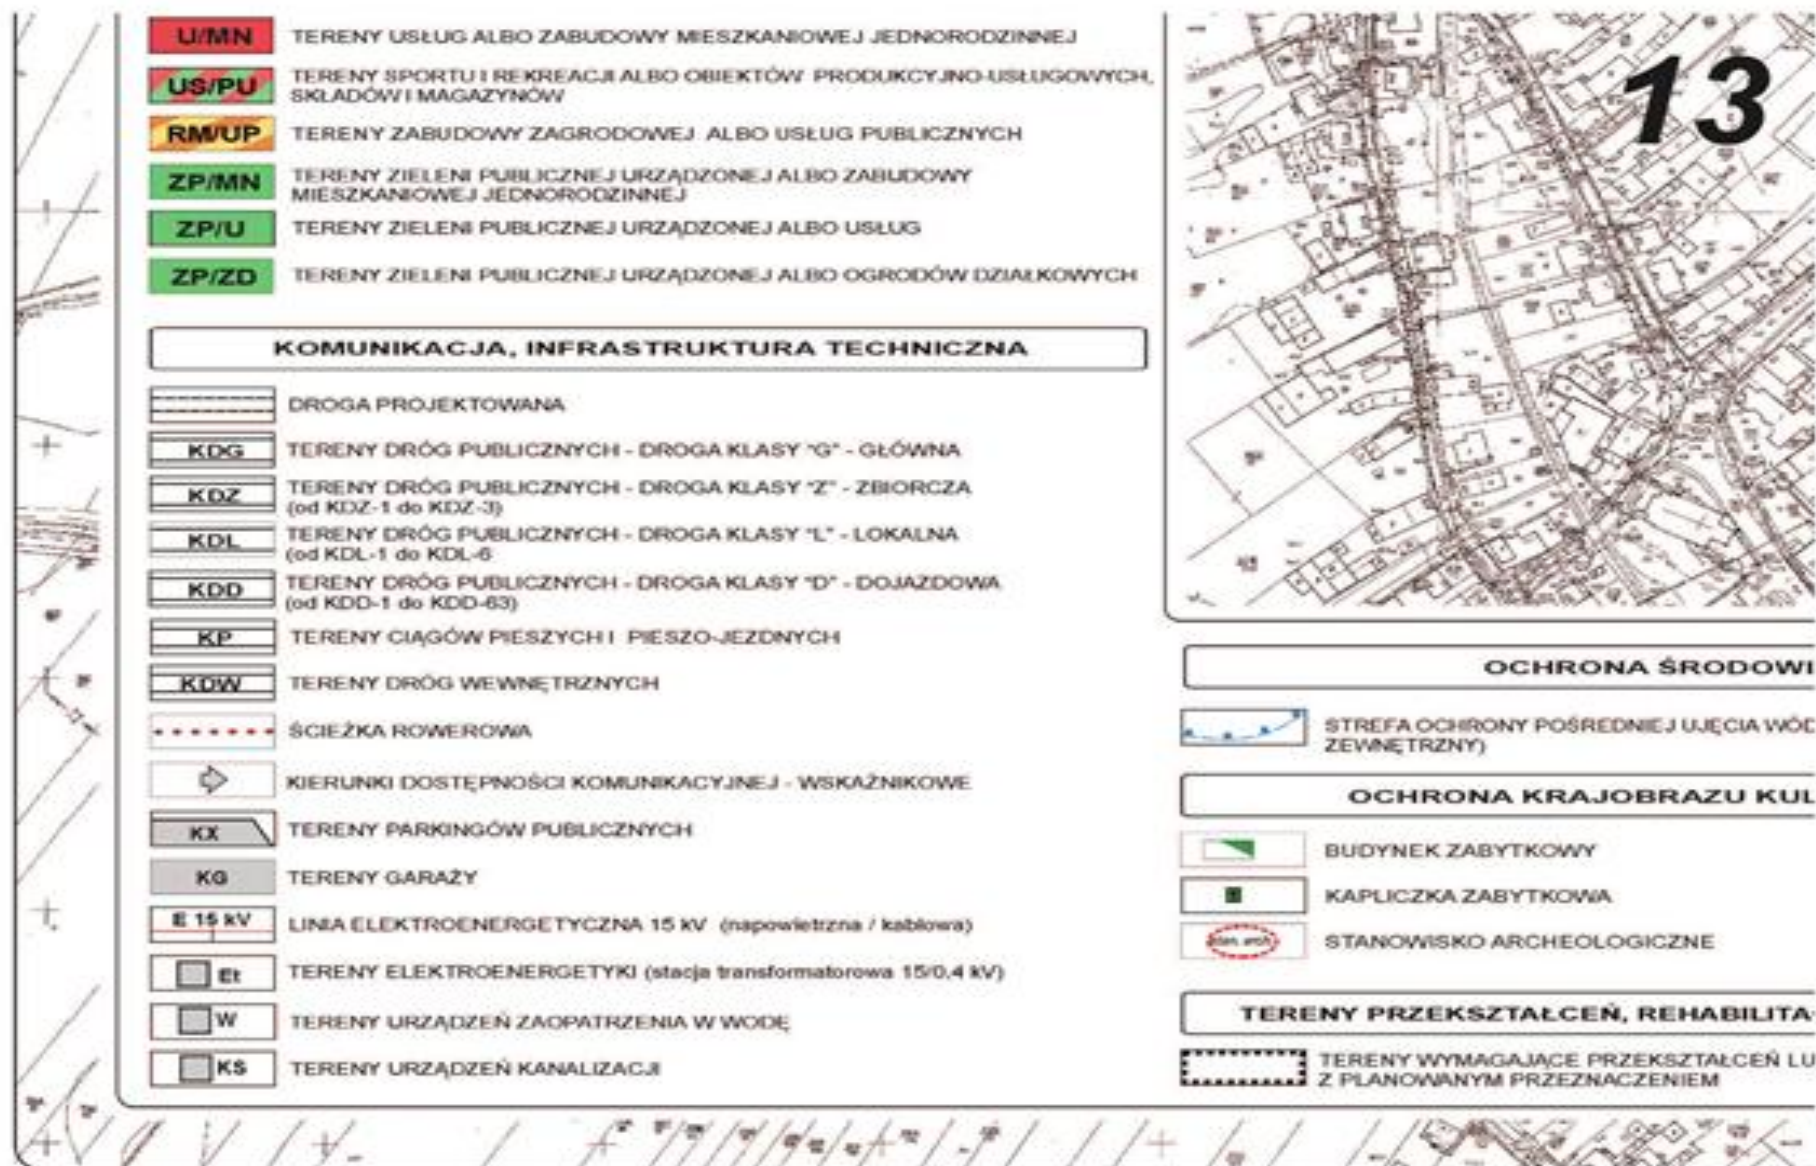 U/MN TERENY USŁUG ALBO ZABUDOWY MIESZKANIOWEJ JEDNORODZINNEJ
US/PU TERENY SPORTU I REKREACJI ALBO OBIEKTÓW PRODUKCYJNO-USŁUGOWYCH,
SKŁADÓW I MAGAZYNÓW
RM/UP TERENY ZABUDOWY ZAGRODOWEJ ALBO USŁUG PUBLICZNYCH
ZP/MN TERENY ZIELENI PUBLICZNEJ URZĄDZONEJ ALBO ZABUDOWY
MIESZKANIOWEJ JEDNORODZINNEJ
ZP/U TERENY ZIELENI PUBLICZNEJ URZĄDZONEJ ALBO USŁUG
ZP/ZD TERENY ZIELENI PUBLICZNEJ URZĄDZONEJ ALBO OGRODÓW DZIAŁKOWYCH
KOMUNIKACJA, INFRASTRUKTURA TECHNICZNA
DROGA PROJEKTOWANA
KDG TERENY DRÓG PUBLICZNYCH - DROGA KLASY "G" - GŁÓWNA
KDZ TERENY DRÓG PUBLICZNYCH - DROGA KLASY "Z" - ZBIORCZA
(od KDZ-1 do KDZ-3)
KDL TERENY DRÓG PUBLICZNYCH - DROGA KLASY "L" - LOKALNA
(od KDL-1 do KDL-6
KDD TERENY DRÓG PUBLICZNYCH - DROGA KLASY "D" - DOJAZDOWA
(od KDD-1 do KDD-63)
KP TERENY CIĄGÓW PIESZYCH I PIESZO-JEZDNYCH
KDW TERENY DRÓG WEWNĘTRZNYCH
ŚCIEŻKA ROWEROWA
KIERUNKI DOSTĘPNOŚCI KOMUNIKACYJNEJ - WSKAŹNIKOWE
KX TERENY PARKINGÓW PUBLICZNYCH
KG TERENY GARAŻY
E 15 kV LINIA ELEKTROENERGETYCZNA 15 kV (napowietrzna / kablowa)
Et TERENY ELEKTROENERGETYKI (stacja transformatorowa 15/0,4 kV)
W TERENY URZĄDZEŃ ZAOPATRZENIA W WODĘ
KS TERENY URZĄDZEŃ KANALIZACJI
13
OCHRONA ŚRODOWI
STREFA OCHRONY POŚREDNIEJ UJĘCIA WÓD
ZEWNĘTRZNY)
OCHRONA KRAJOBRAZU KUL
BUDYNEK ZABYTKOWY
KAPLICZKA ZABYTKOWA
stan. arch. STANOWISKO ARCHEOLOGICZNE
TERENY PRZEKSZTAŁCEŃ, REHABILITA
TERENY WYMAGAJĄCE PRZEKSZTAŁCEŃ LU
Z PLANOWANYM PRZEZNACZENIEM